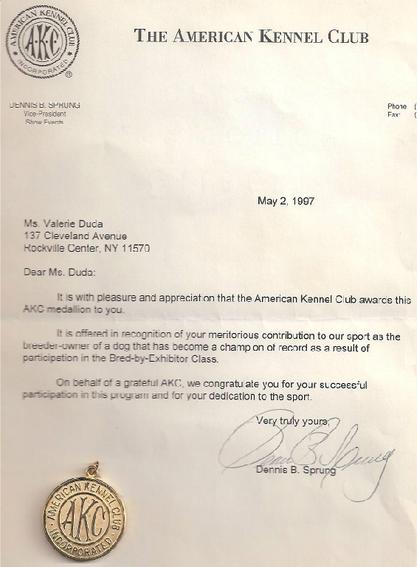 AMERICAN KENNEL CLUB
AKC
INCORPORATED
®
THE AMERICAN KENNEL CLUB
DENNIS B. SPRUNG
Vice-President
Show Events
Phone (
Fax: (
May 2, 1997
Ms. Valerie Duda
137 Cleveland Avenue
Rockville Center, NY 11570
Dear Ms. Duda:
It is with pleasure and appreciation that the American Kennel Club awards this
AKC medallion to you.
It is offered in recognition of your meritorious contribution to our sport as the
breeder-owner of a dog that has become a champion of record as a result of
participation in the Bred-by-Exhibitor Class.
On behalf of a grateful AKC, we congratulate you for your successful
participation in this program and for your dedication to the sport.
Very truly yours,
Dennis B. Sprung
Dennis B. Sprung
AMERICAN KENNEL CLUB
AKC
INCORPORATED